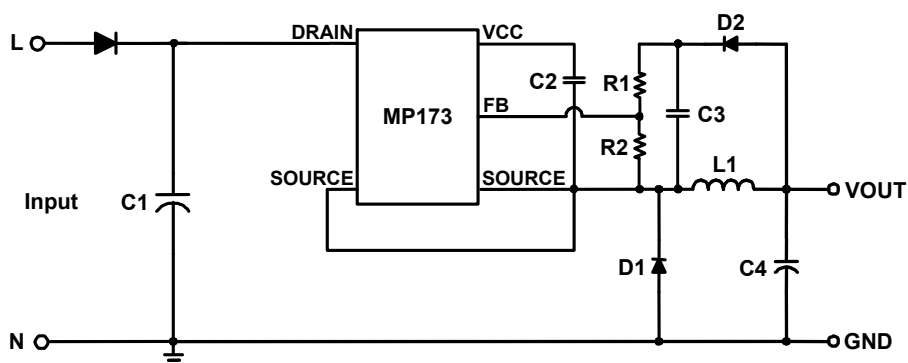 L
DRAIN
VCC
D2
C2
R1
C3
MP173
FB
R2
L1
SOURCE
SOURCE
Input
C1
VOUT
D1
C4
N
GND